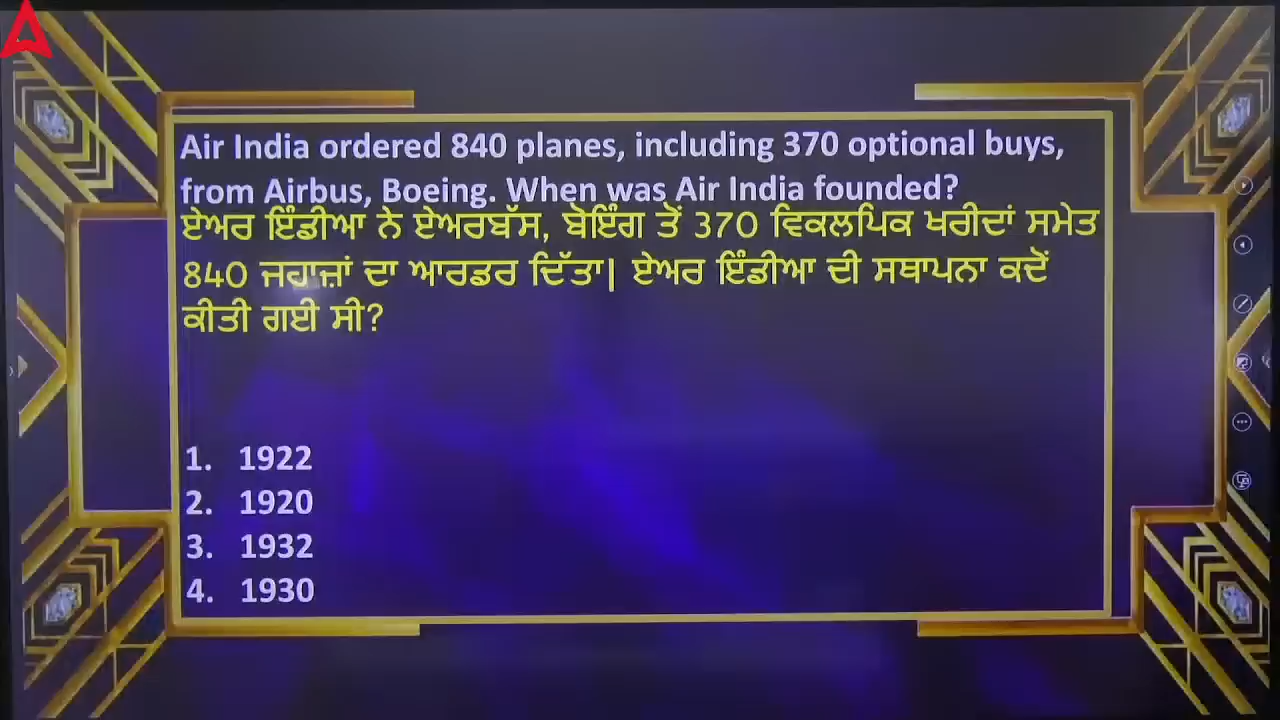 Air India ordered 840 planes, including 370 optional buys,
from Airbus, Boeing. When was Air India founded?
ਏਅਰ ਇੰਡੀਆ ਨੇ ਏਅਰਬੱਸ, ਬੋਇੰਗ ਤੋਂ 370 ਵਿਕਲਪਿਕ ਖਰੀਦਾਂ ਸਮੇਤ
840 ਜਹਾਜ਼ਾਂ ਦਾ ਆਰਡਰ ਦਿੱਤਾ| ਏਅਰ ਇੰਡੀਆ ਦੀ ਸਥਾਪਨਾ ਕਦੋਂ
ਕੀਤੀ ਗਈ ਸੀ?
1. 1922
2. 1920
3. 1932
4. 1930